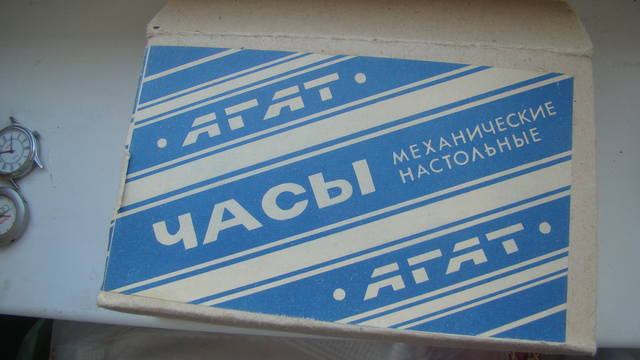 • АГАТ •
ЧАСЫ
МЕХАНИЧЕСКИЕ
НАСТОЛЬНЫЕ
• АГАТ •